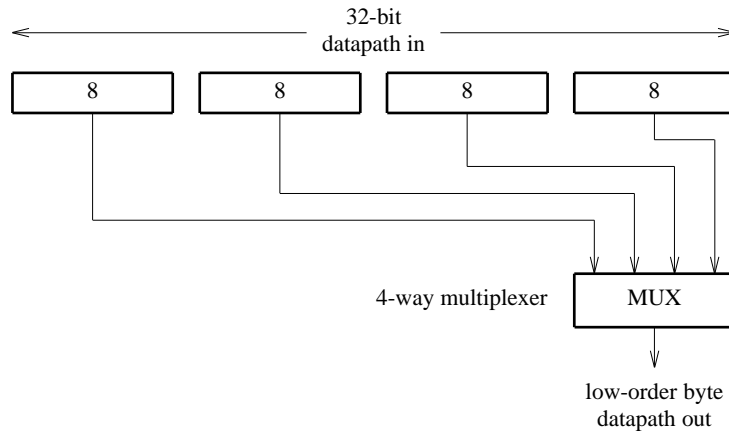 32-bit
datapath in
8 8 8 8
4-way multiplexer MUX
low-order byte
datapath out